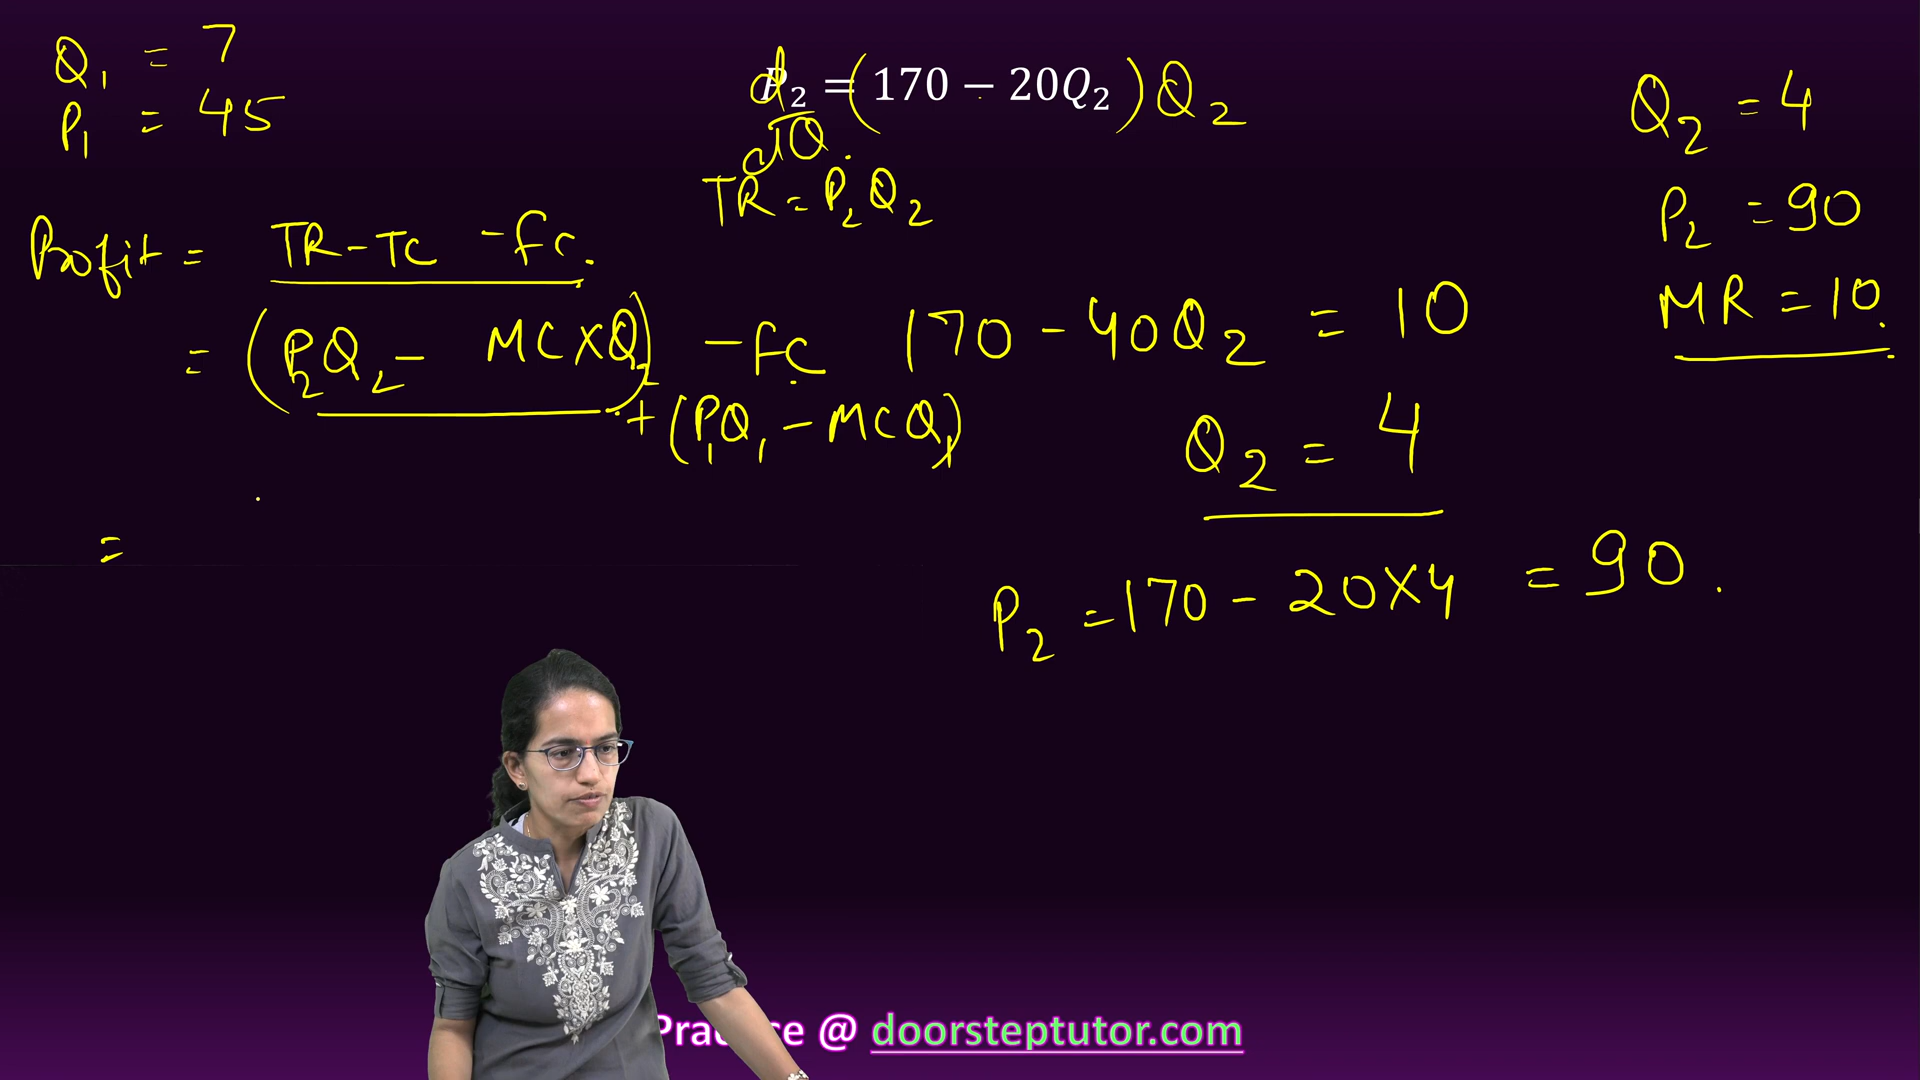 Q₁ = 7
P₁ = 45
Profit = TR - TC - FC.
= (P₂Q₂ - MC×Q₂) - FC
+ (P₁Q₁ - MCQ₁)
=
d/dQ
P₂ = (170 − 20Q₂)Q₂
TR = P₂Q₂
170 - 40Q₂ = 10
Q₂ = 4
P₂ = 170 - 20×4 = 90.
Q₂ = 4
P₂ = 90
MR = 10.
Practice @ doorsteptutor.com